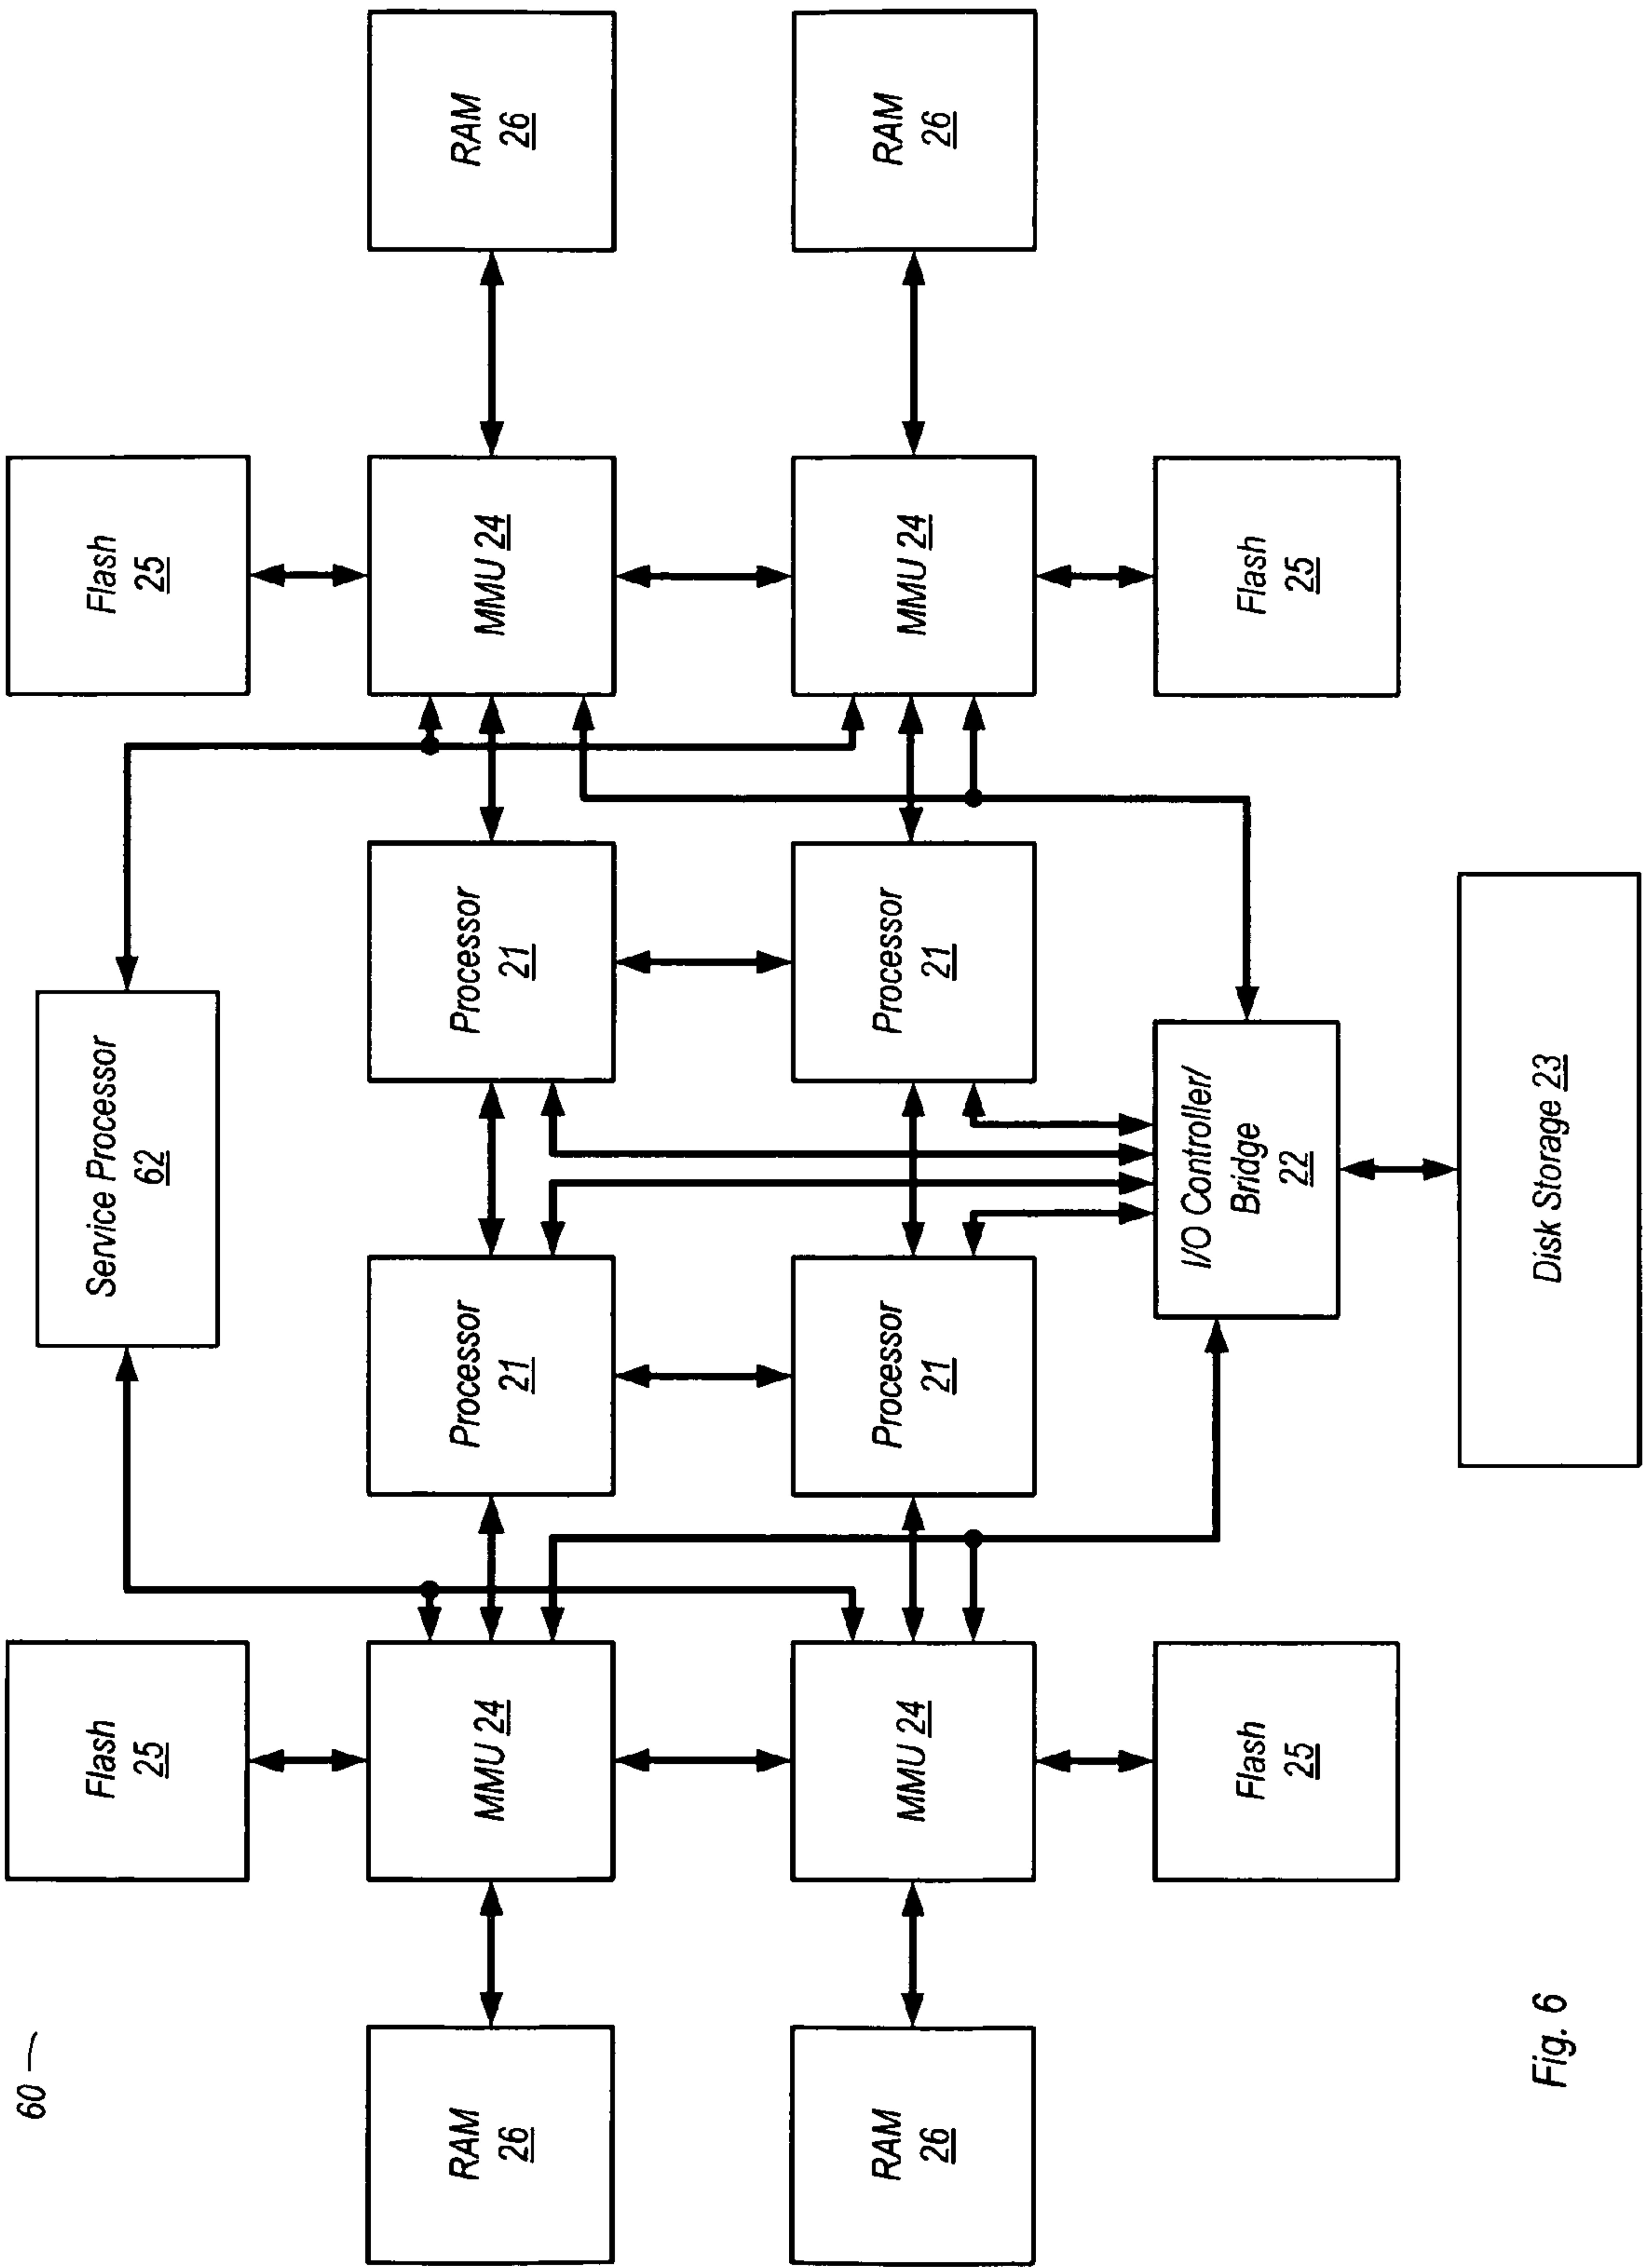 60
Flash
25
Service Processor
62
Flash
25
RAM
26
MMU 24
Processor
21
Processor
21
MMU 24
RAM
26
RAM
26
MMU 24
Processor
21
Processor
21
MMU 24
RAM
26
Flash
25
I/O Controller/
Bridge
22
Flash
25
Disk Storage 23
Fig. 6